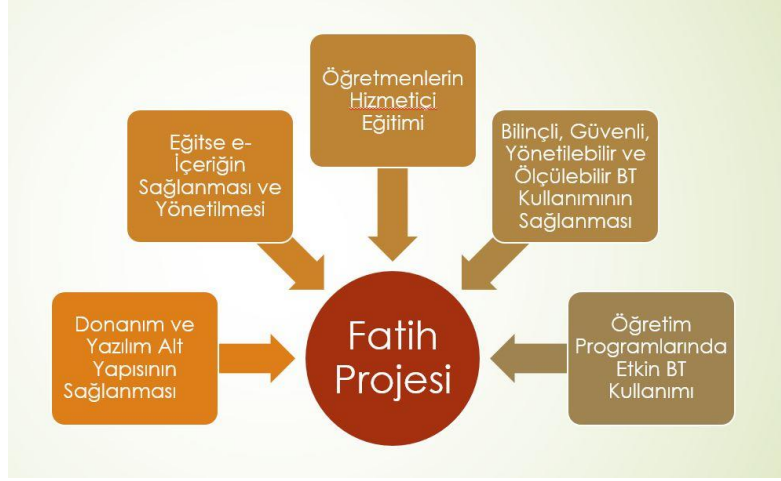 Öğretmenlerin
Hizmetiçi
Eğitimi
Eğitse e-
İçeriğin
Sağlanması ve
Yönetilmesi
Bilinçli, Güvenli,
Yönetilebilir ve
Ölçülebilir BT
Kullanımının
Sağlanması
Donanım ve
Yazılım Alt
Yapısının
Sağlanması
Fatih
Projesi
Öğretim
Programlarında
Etkin BT
Kullanımı